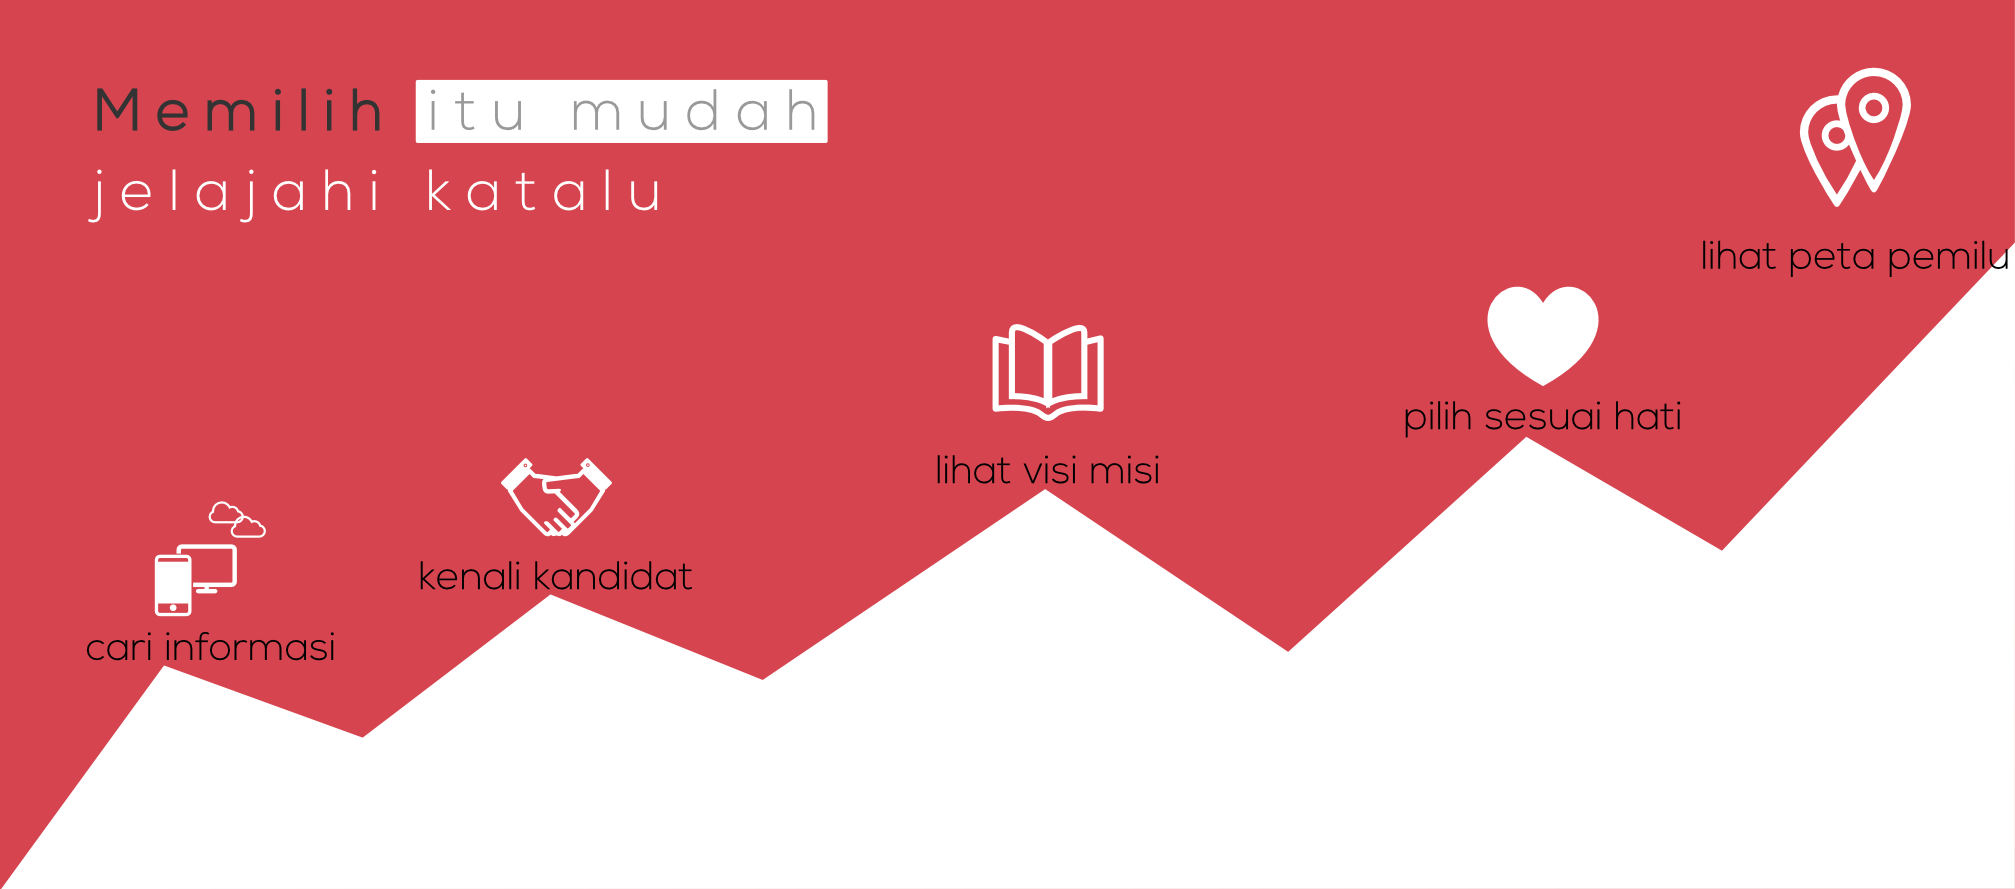 Memilih itu mudah
jelajahi katalu
cari informasi
kenali kandidat
lihat visi misi
pilih sesuai hati
lihat peta pemilu